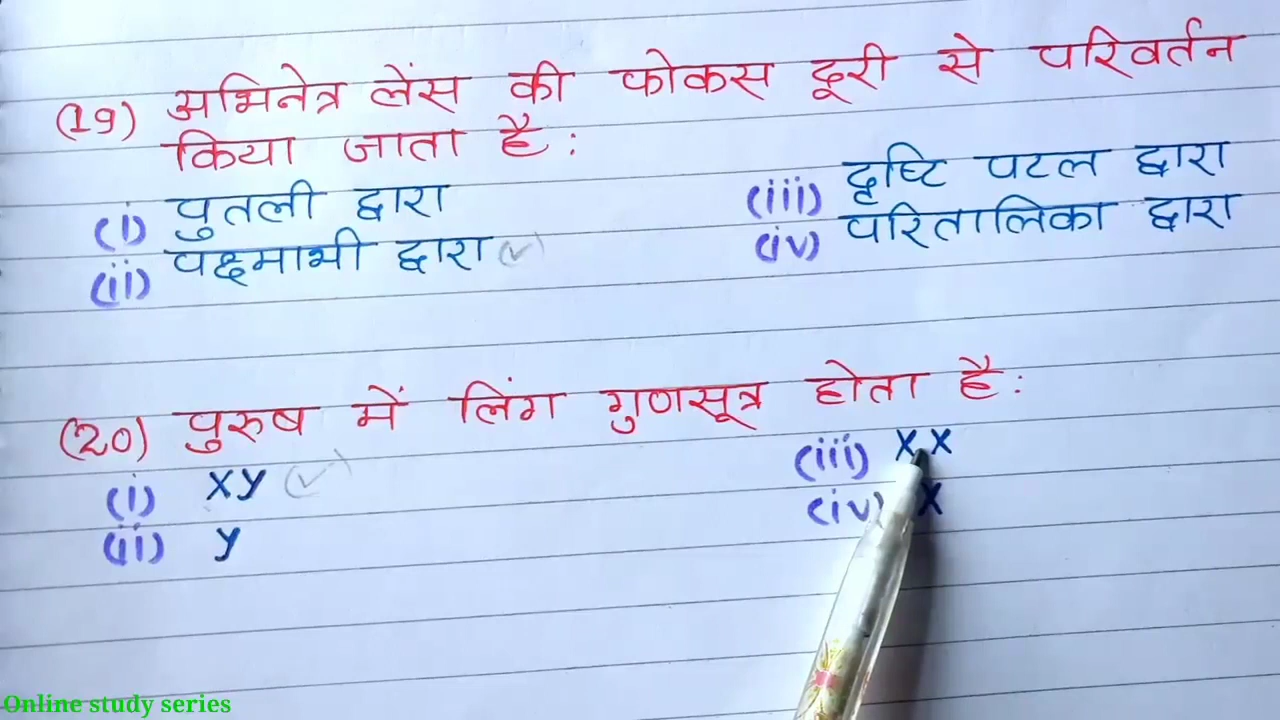 (19) अभिनेत्र लेंस की फोकस दूरी से परिवर्तन
किया जाता है :
(i) पुतली द्वारा
(ii) पक्ष्माभी द्वारा (✓)
(iii) दृष्टि पटल द्वारा
(iv) परितालिका द्वारा
(20) पुरुष में लिंग गुणसूत्र होता है :
(i) XY (✓)
(ii) Y
(iii) XX
(iv) X
Online study series